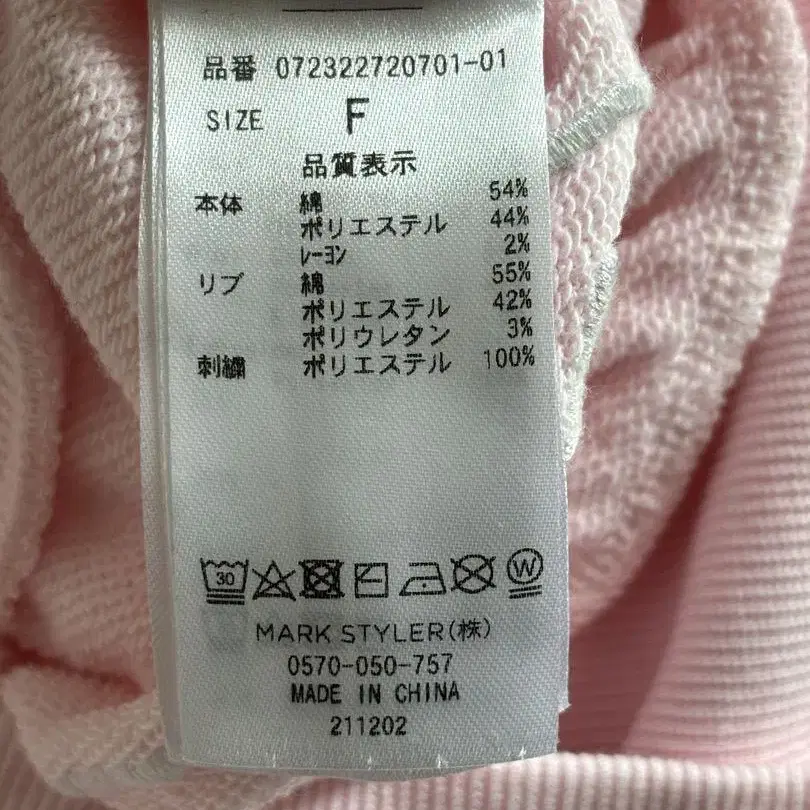 品番 072322720701-01
SIZE F
品質表示
本体 綿 54%
ポリエステル 44%
レーヨン 2%
リブ 綿 55%
ポリエステル 42%
ポリウレタン 3%
刺繍 ポリエステル 100%
30 W
MARK STYLER(株)
0570-050-757
MADE IN CHINA
211202